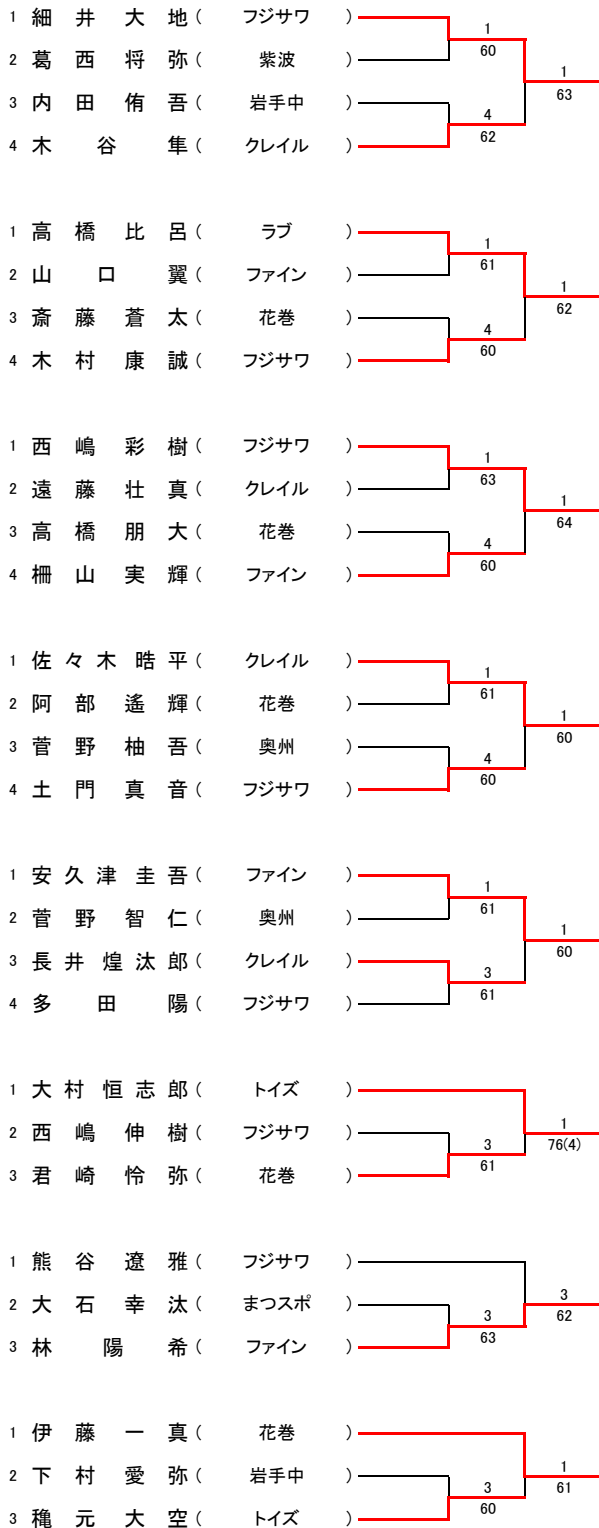 1 細井大地( フジサワ )
1
60
2 葛西将弥( 紫波 )
1
63
3 内田侑吾( 岩手中 )
4
62
4 木谷隼( クレイル )
1 高橋比呂( ラブ )
1
61
2 山口翼( ファイン )
1
62
3 斎藤蒼太( 花巻 )
4
60
4 木村康誠( フジサワ )
1 西嶋彩樹( フジサワ )
1
63
2 遠藤壮真( クレイル )
1
64
3 高橋朋大( 花巻 )
4
60
4 柵山実輝( ファイン )
1 佐々木晧平( クレイル )
1
61
2 阿部遙輝( 花巻 )
1
60
3 菅野柚吾( 奥州 )
4
60
4 土門真音( フジサワ )
1 安久津圭吾( ファイン )
1
61
2 菅野智仁( 奥州 )
1
60
3 長井煌汰郎( クレイル )
3
61
4 多田陽( フジサワ )
1 大村恒志郎( トイズ )
1
76(4)
2 西嶋伸樹( フジサワ )
3
61
3 君崎怜弥( 花巻 )
1 熊谷遼雅( フジサワ )
3
62
2 大石幸汰( まつスポ )
3
63
3 林陽希( ファイン )
1 伊藤一真( 花巻 )
1
61
2 下村愛弥( 岩手中 )
3
60
3 穐元大空( トイズ )